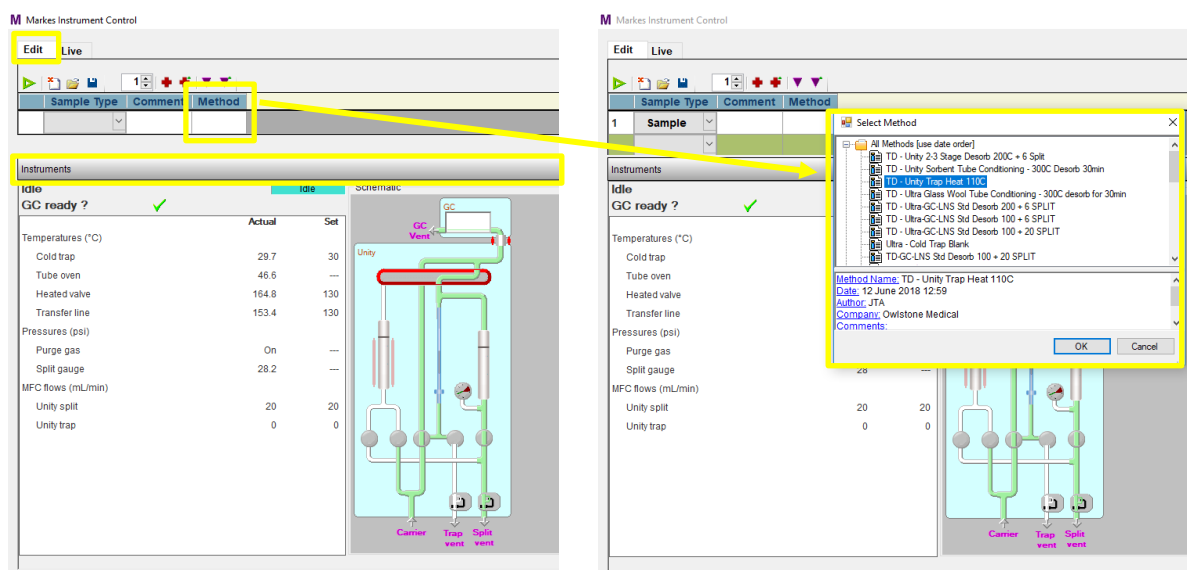 M Markes Instrument Control
Edit Live
1
Sample Type Comment Method
Instruments
Idle Idle Schematic
GC ready ?
Actual Set
Temperatures (°C)
Cold trap 29.7 30
Tube oven 46.6 ---
Heated valve 164.8 130
Transfer line 153.4 130
Pressures (psi)
Purge gas On ---
Split gauge 28.2 ---
MFC flows (mL/min)
Unity split 20 20
Unity trap 0 0
GC
GC Vent
Unity
Carrier Trap vent Split vent
M Markes Instrument Control
Edit Live
1
Sample Type Comment Method
1 Sample
Instruments
Idle
GC ready ?
Temperatures (°C)
Cold trap
Tube oven
Heated valve
Transfer line
Pressures (psi)
Purge gas
Split gauge 28 ---
MFC flows (mL/min)
Unity split 20 20
Unity trap 0 0
Carrier Trap vent Split vent
Select Method
All Methods [use date order]
TD - Unity 2-3 Stage Desorb 200C + 6 Split
TD - Unity Sorbent Tube Conditioning - 300C Desorb 30min
TD - Unity Trap Heat 110C
TD - Ultra Glass Wool Tube Conditioning - 300C desorb for 30min
TD - Ultra-GC-LNS Std Desorb 200 + 6 SPLIT
TD - Ultra-GC-LNS Std Desorb 100 + 6 SPLIT
TD - Ultra-GC-LNS Std Desorb 100 + 20 SPLIT
Ultra - Cold Trap Blank
TD-GC-LNS Std Desorb 100 + 20 SPLIT
Method Name: TD - Unity Trap Heat 110C
Date: 12 June 2018 12:59
Author: JTA
Company: Owlstone Medical
Comments:
OK Cancel